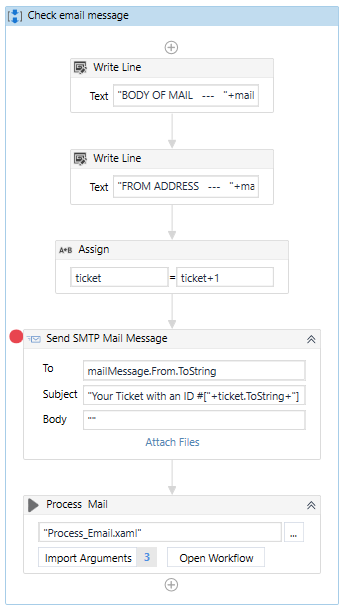 Check email message
Write Line
Text "BODY OF MAIL --- "+mail
Write Line
Text "FROM ADDRESS --- "+ma
A*B Assign
ticket = ticket+1
Send SMTP Mail Message
To mailMessage.From.ToString
Subject "Your Ticket with an ID #["+ticket.ToString+"]
Body ""
Attach Files
Process Mail
"Process_Email.xaml" ...
Import Arguments 3 Open Workflow